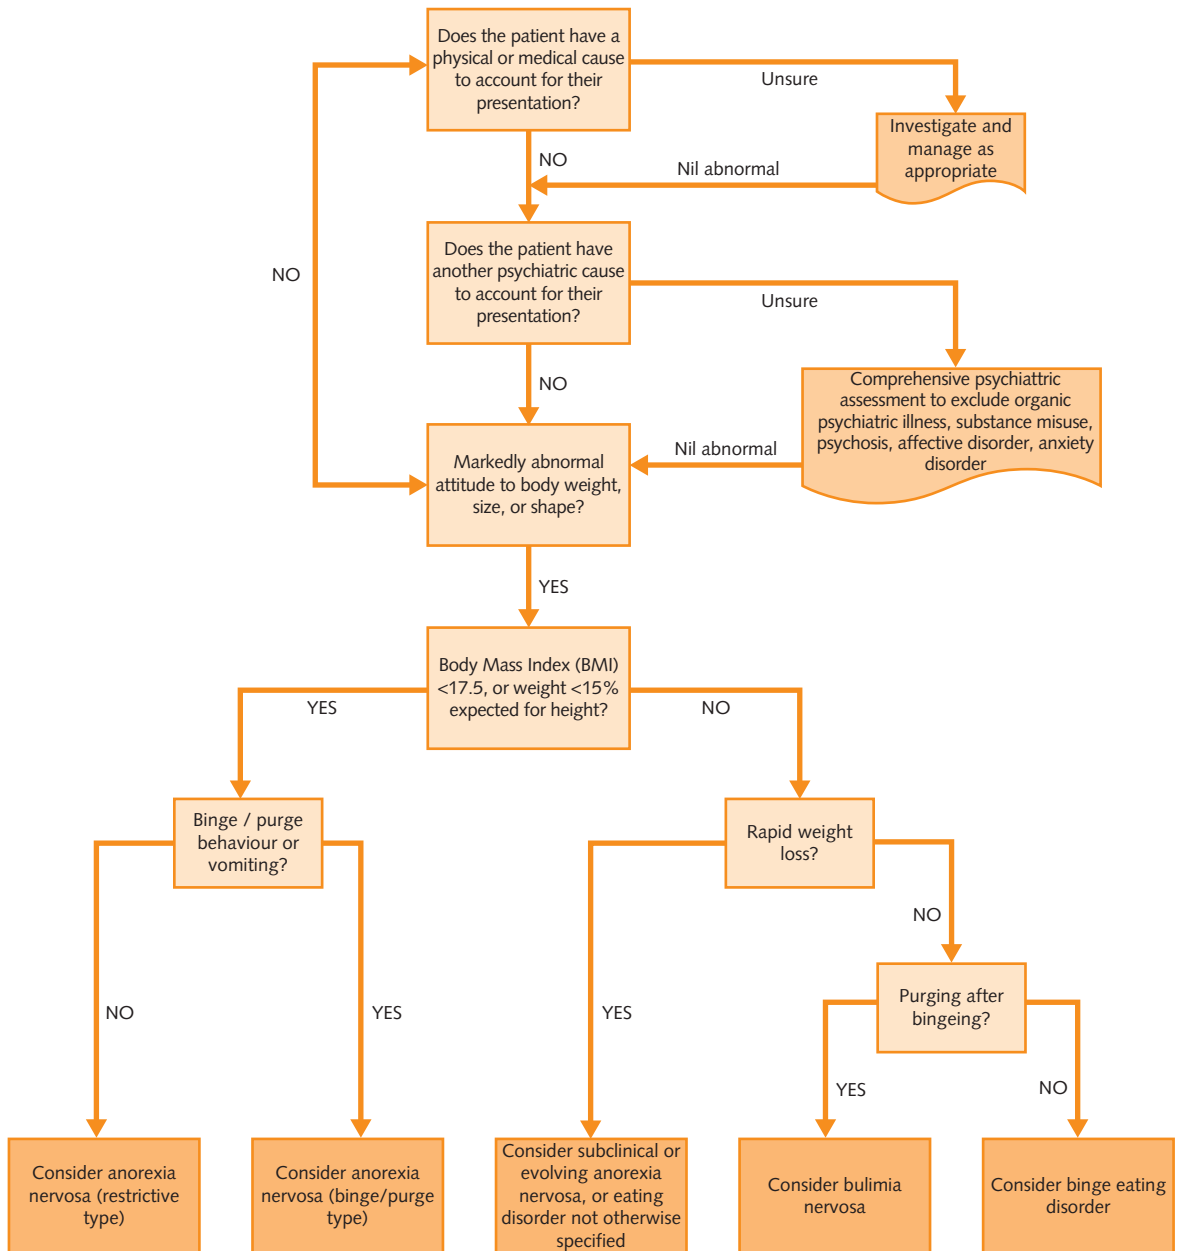 Does the patient have a
physical or medical cause
to account for their
presentation?
Unsure
Investigate and
manage as
appropriate
NO
Nil abnormal
Does the patient have
another psychiatric cause
to account for their
presentation?
NO
Unsure
NO
Comprehensive psychiattric
assessment to exclude organic
psychiatric illness, substance misuse,
psychosis, affective disorder, anxiety
disorder
Nil abnormal
Markedly abnormal
attitude to body weight,
size, or shape?
YES
Body Mass Index (BMI)
<17.5, or weight <15%
expected for height?
YES
NO
Binge / purge
behaviour or
vomiting?
Rapid weight
loss?
NO
Purging after
bingeing?
NO
YES
YES
YES
NO
Consider anorexia
nervosa (restrictive
type)
Consider anorexia
nervosa (binge/purge
type)
Consider subclinical or
evolving anorexia
nervosa, or eating
disorder not otherwise
specified
Consider bulimia
nervosa
Consider binge eating
disorder